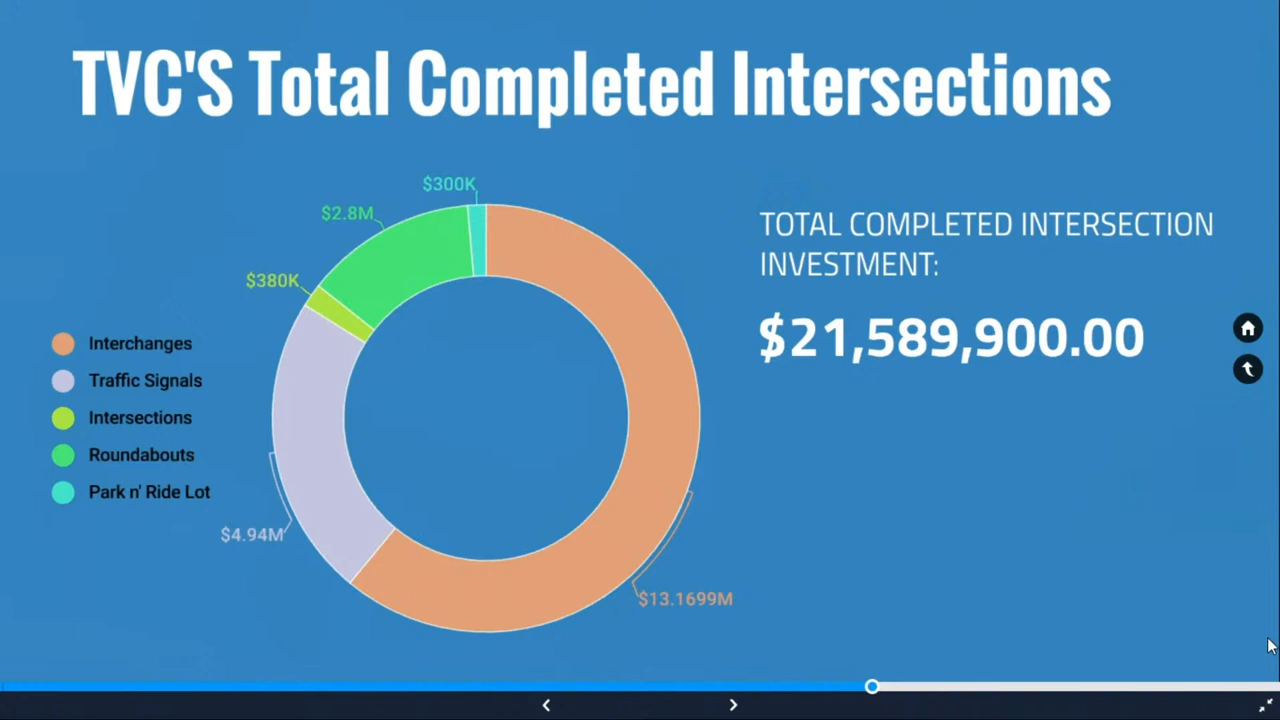 TVC'S Total Completed Intersections
$300K
$2.8M
$380K
TOTAL COMPLETED INTERSECTION
INVESTMENT:
$21,589,900.00
Interchanges
Traffic Signals
Intersections
Roundabouts
Park n' Ride Lot
$4.94M
$13.1699M